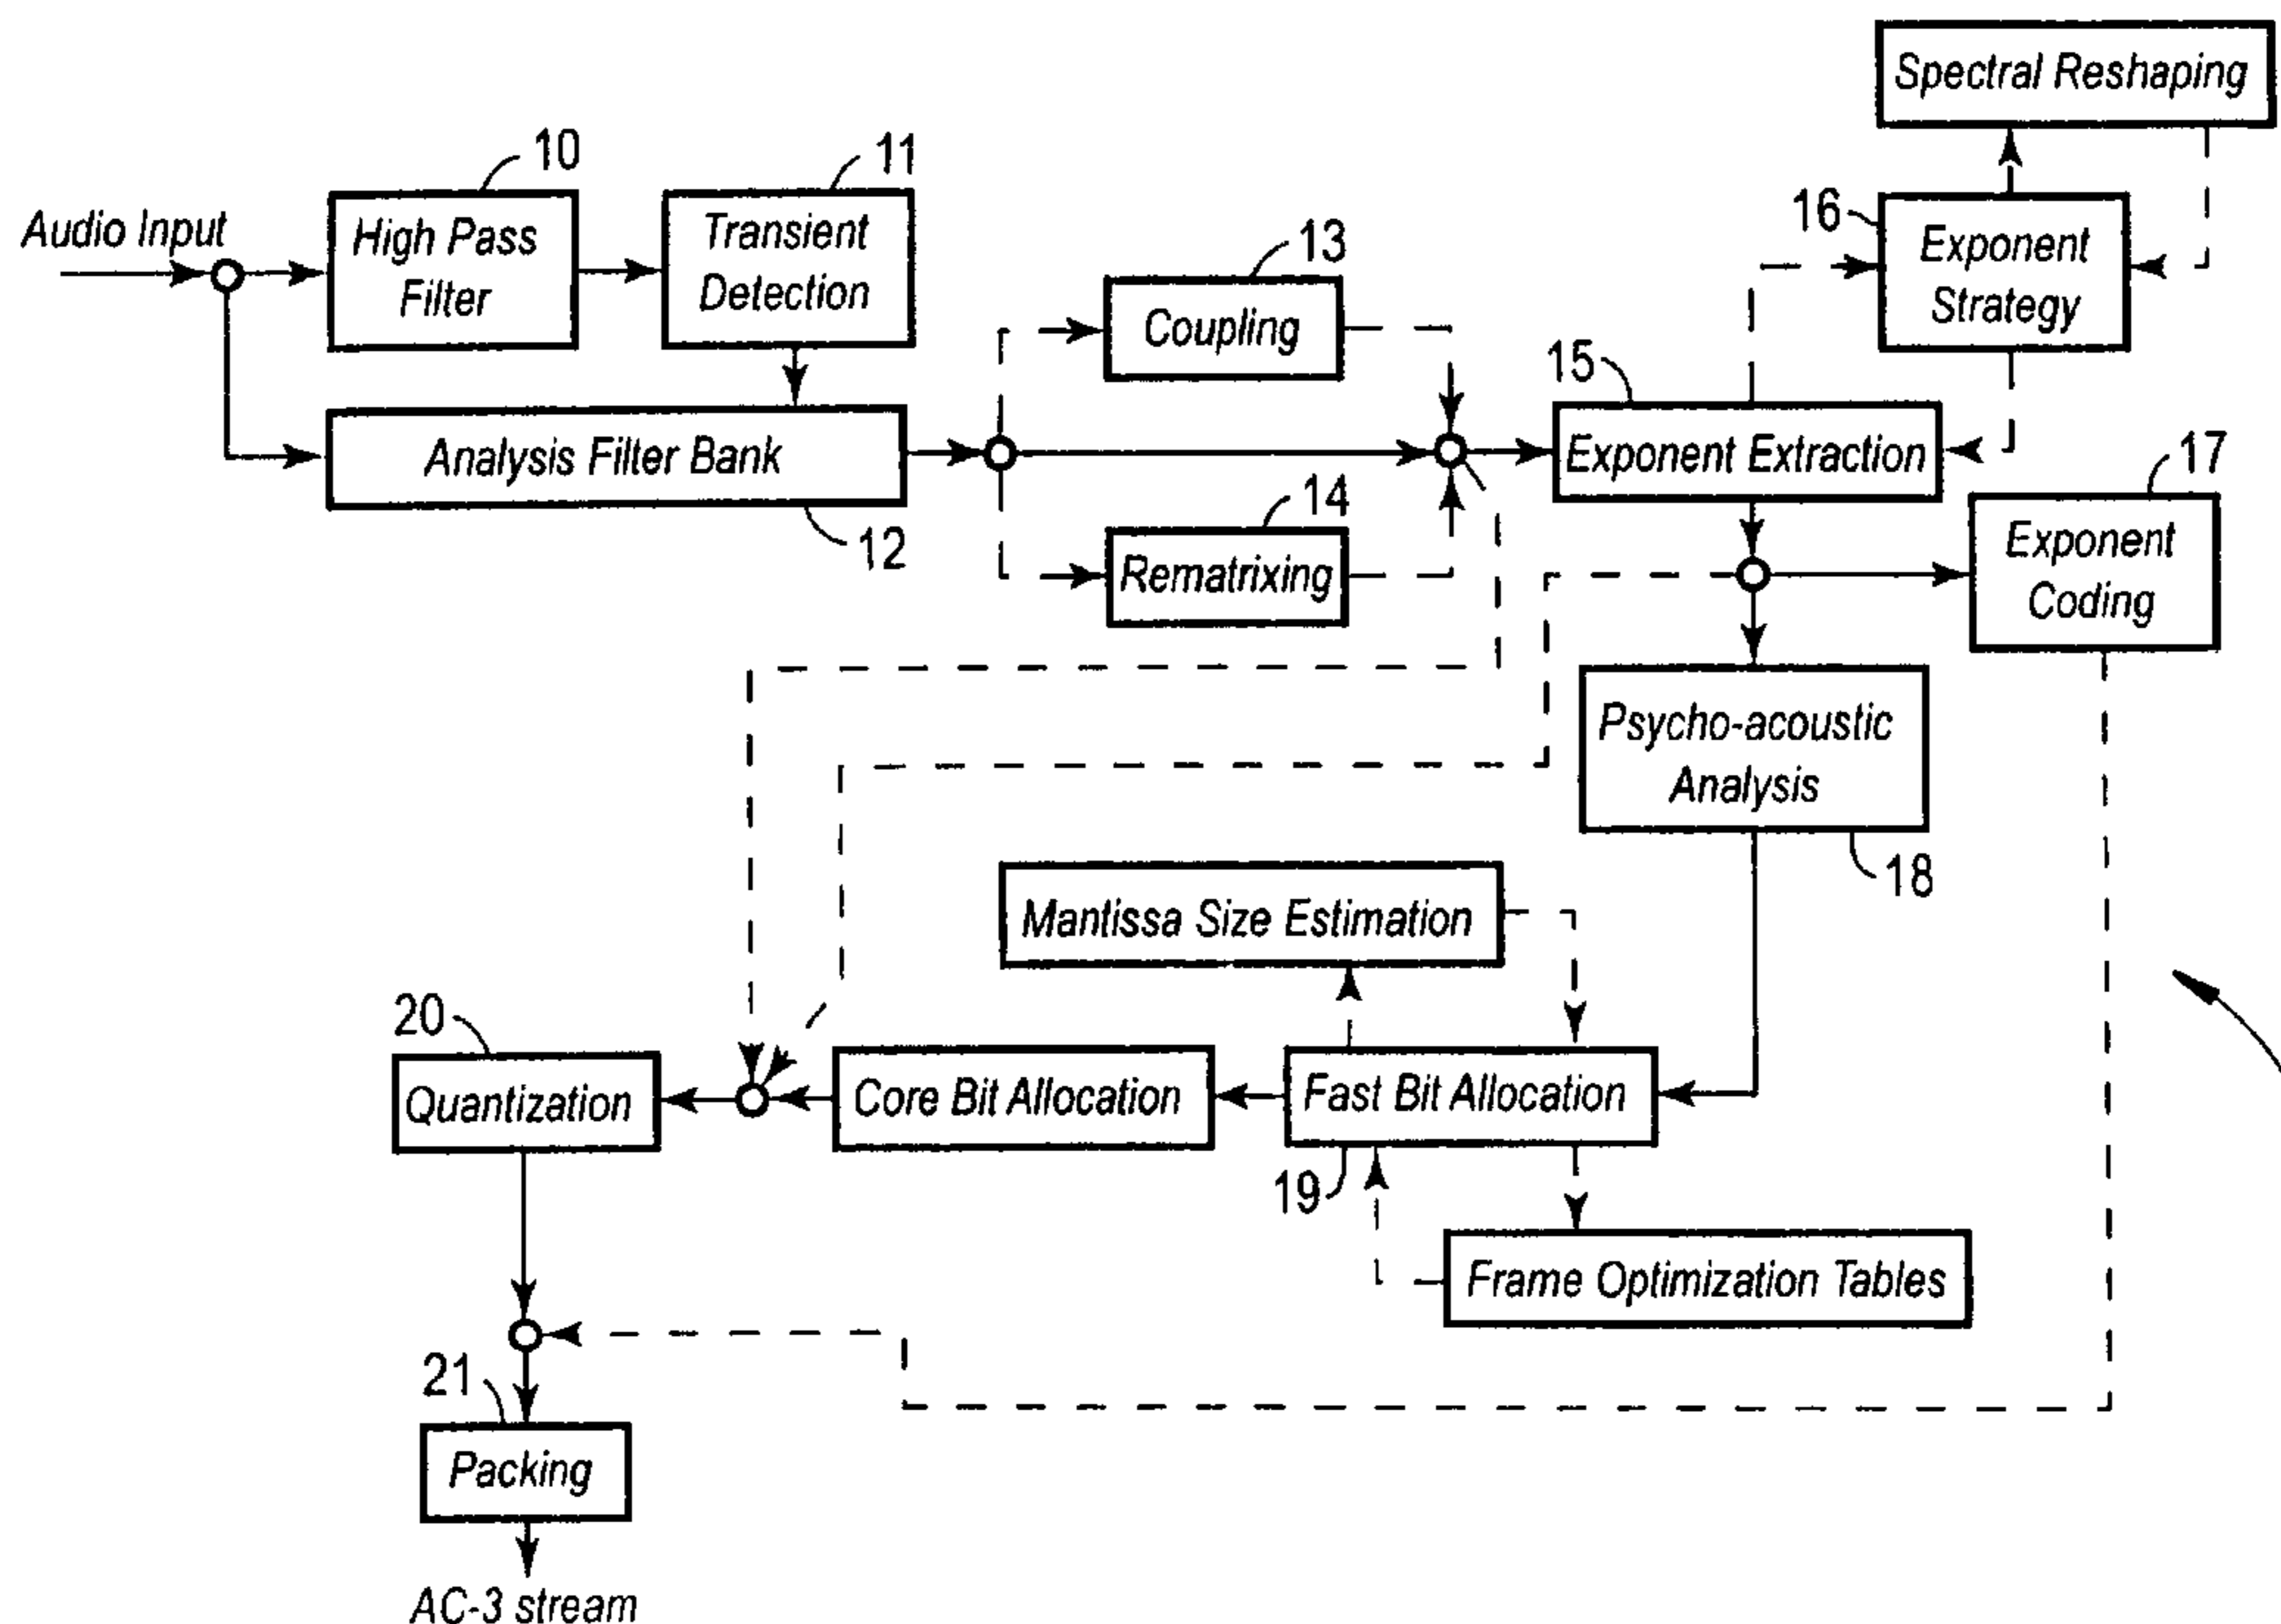 Spectral Reshaping
10
11
Audio Input
High Pass
Filter
Transient
Detection
16
Exponent
Strategy
13
Coupling
15
Analysis Filter Bank
Exponent Extraction
17
12
14
Rematrixing
Exponent
Coding
Psycho-acoustic
Analysis
18
Mantissa Size Estimation
20
Quantization
Core Bit Allocation
Fast Bit Allocation
19
Frame Optimization Tables
21
Packing
AC-3 stream